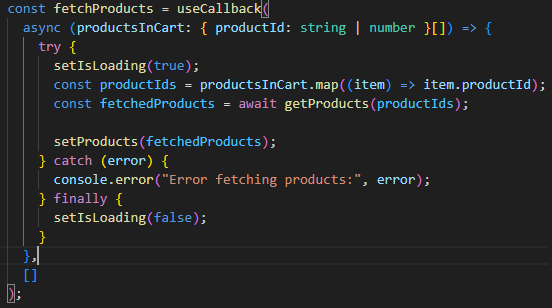 const fetchProducts = useCallback(
  async (productsInCart: { productId: string | number }[]) => {
    try {
      setIsLoading(true);
      const productIds = productsInCart.map((item) => item.productId);
      const fetchedProducts = await getProducts(productIds);

      setProducts(fetchedProducts);
    } catch (error) {
      console.error("Error fetching products:", error);
    } finally {
      setIsLoading(false);
    }
  },
  []
);